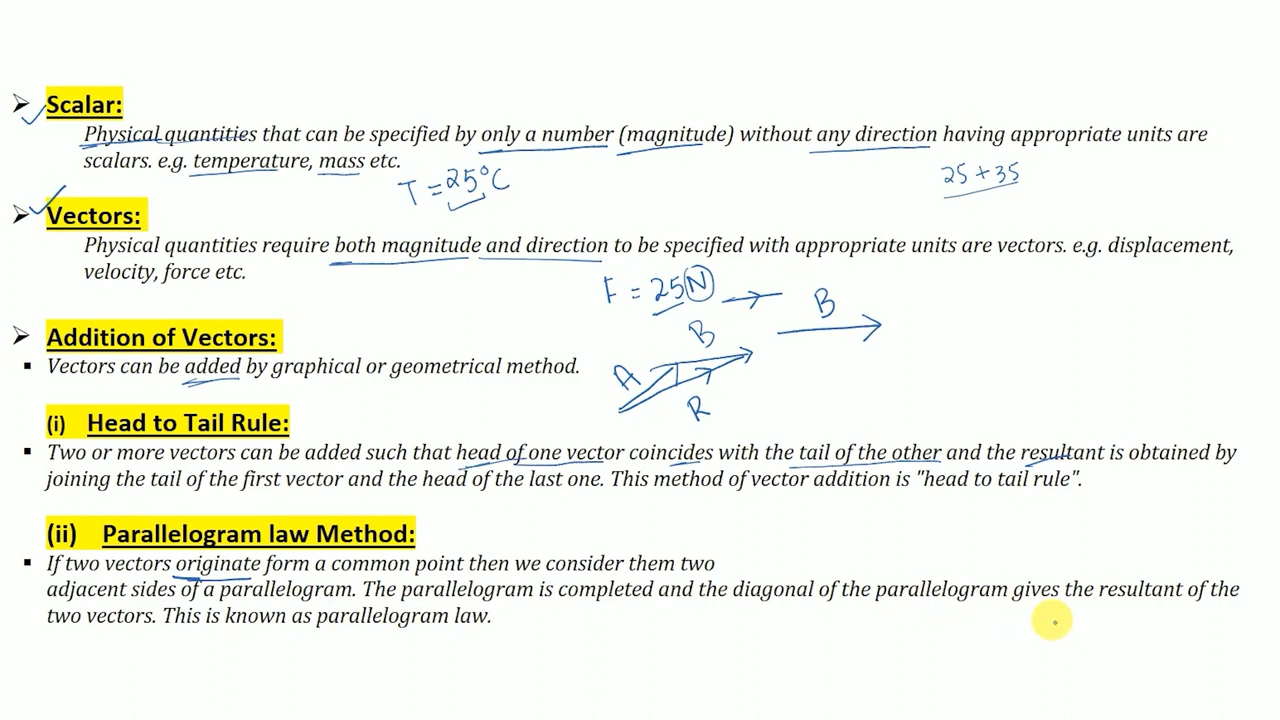 ➢ Scalar:
Physical quantities that can be specified by only a number (magnitude) without any direction having appropriate units are
scalars. e.g. temperature, mass etc.
T = 25°C
25 + 35
➢ Vectors:
Physical quantities require both magnitude and direction to be specified with appropriate units are vectors. e.g. displacement,
velocity, force etc.
F = 25 N
B
B
➢ Addition of Vectors:
▪ Vectors can be added by graphical or geometrical method.
A
R
(i) Head to Tail Rule:
▪ Two or more vectors can be added such that head of one vector coincides with the tail of the other and the resultant is obtained by
joining the tail of the first vector and the head of the last one. This method of vector addition is "head to tail rule".
(ii) Parallelogram law Method:
▪ If two vectors originate form a common point then we consider them two
adjacent sides of a parallelogram. The parallelogram is completed and the diagonal of the parallelogram gives the resultant of the
two vectors. This is known as parallelogram law.